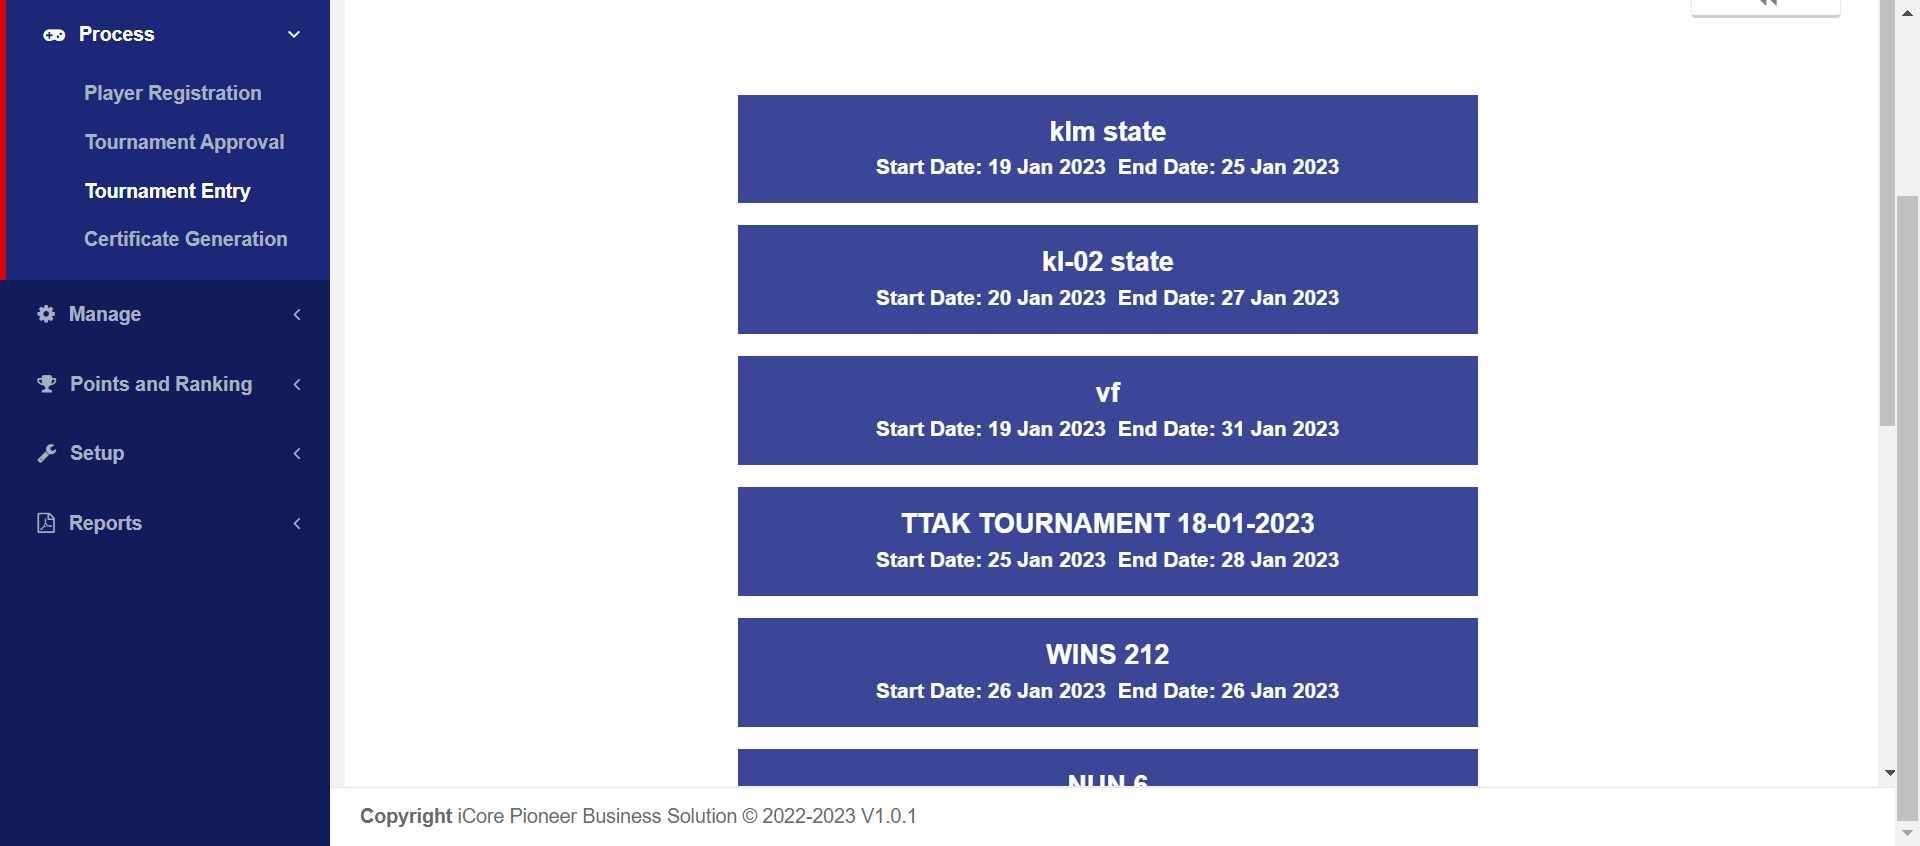 Process
Player Registration
Tournament Approval
Tournament Entry
Certificate Generation
Manage
Points and Ranking
Setup
Reports
klm state
Start Date: 19 Jan 2023 End Date: 25 Jan 2023
kl-02 state
Start Date: 20 Jan 2023 End Date: 27 Jan 2023
vf
Start Date: 19 Jan 2023 End Date: 31 Jan 2023
TTAK TOURNAMENT 18-01-2023
Start Date: 25 Jan 2023 End Date: 28 Jan 2023
WINS 212
Start Date: 26 Jan 2023 End Date: 26 Jan 2023
NUN 6
Copyright iCore Pioneer Business Solution © 2022-2023 V1.0.1